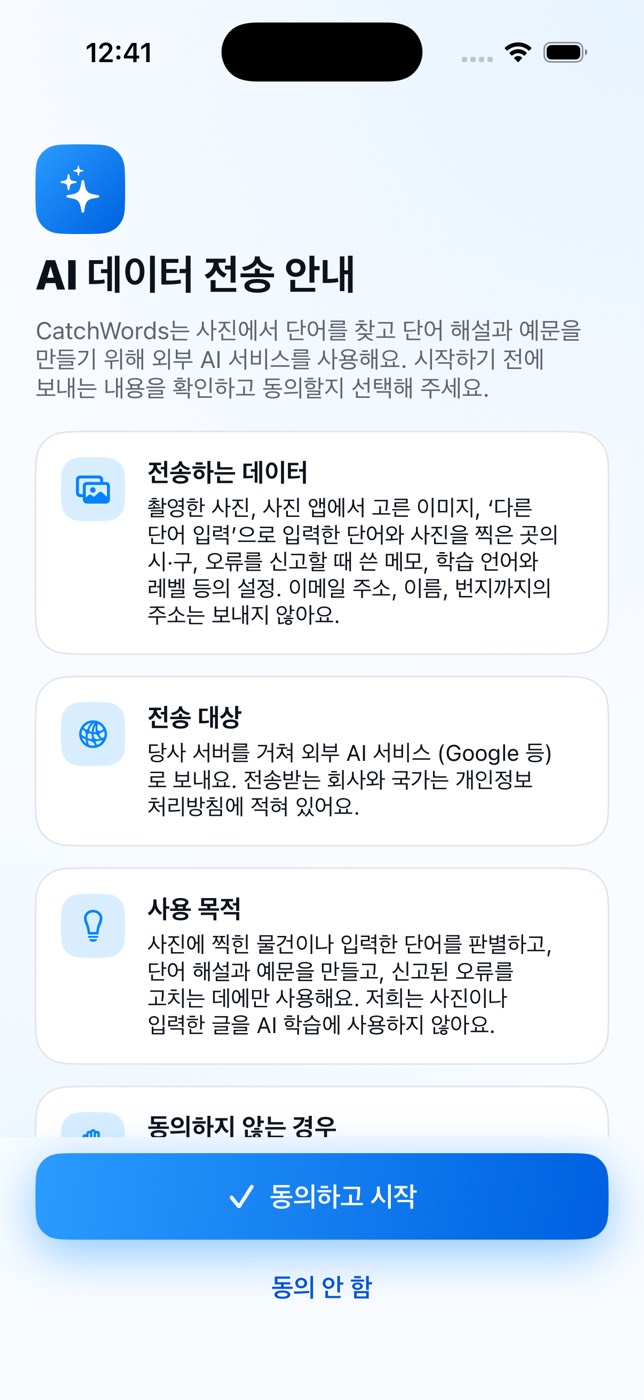 12:41
AI 데이터 전송 안내
CatchWords는 사진에서 단어를 찾고 단어 해설과 예문을
만들기 위해 외부 AI 서비스를 사용해요. 시작하기 전에
보내는 내용을 확인하고 동의할지 선택해 주세요.
전송하는 데이터
촬영한 사진, 사진 앱에서 고른 이미지, ‘다른
단어 입력’으로 입력한 단어와 사진을 찍은 곳의
시·구, 오류를 신고할 때 쓴 메모, 학습 언어와
레벨 등의 설정. 이메일 주소, 이름, 번지까지의
주소는 보내지 않아요.
전송 대상
당사 서버를 거쳐 외부 AI 서비스 (Google 등)
로 보내요. 전송받는 회사와 국가는 개인정보
처리방침에 적혀 있어요.
사용 목적
사진에 찍힌 물건이나 입력한 단어를 판별하고,
단어 해설과 예문을 만들고, 신고된 오류를
고치는 데에만 사용해요. 저희는 사진이나
입력한 글을 AI 학습에 사용하지 않아요.
동의하지 않는 경우
동의하고 시작
동의 안 함